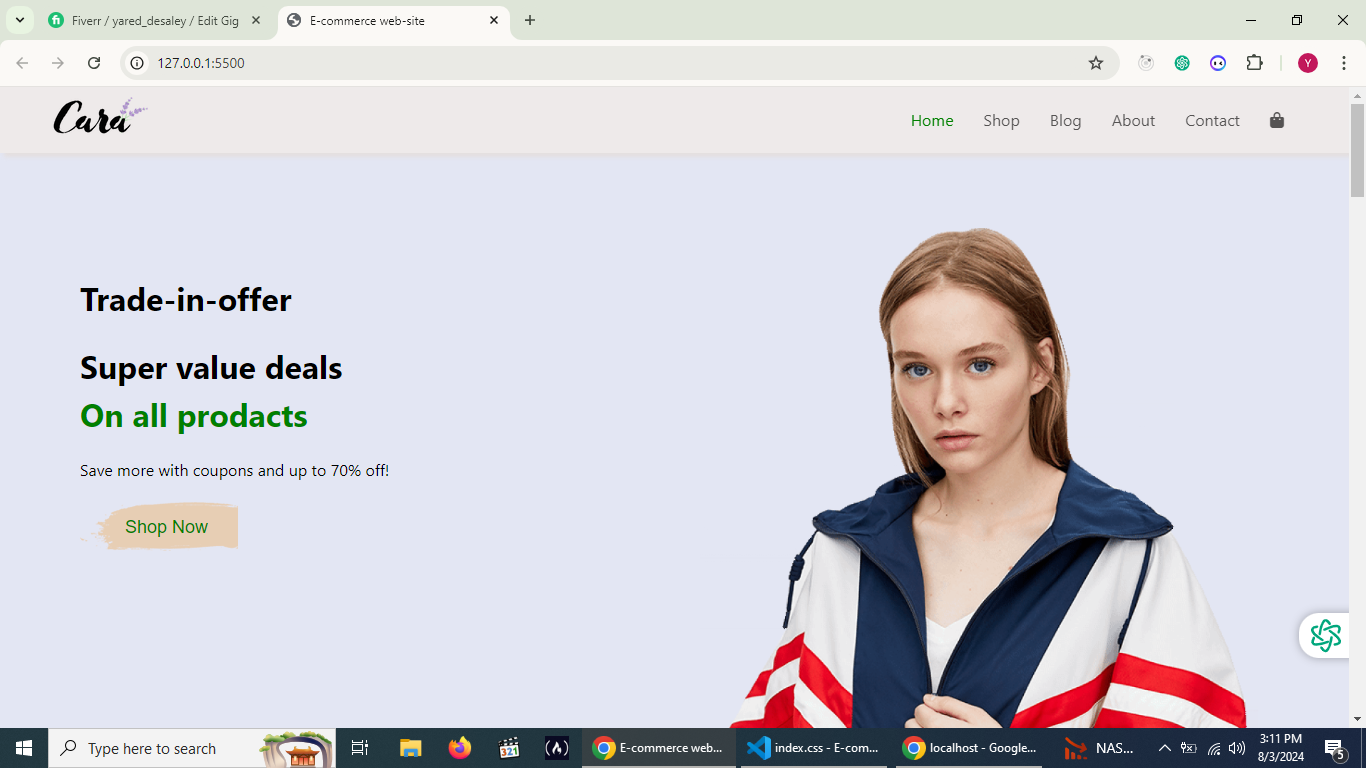 Fiverr / yared_desaley / Edit Gig
E-commerce web-site
127.0.0.1:5500
Y
Cara
Home Shop Blog About Contact
Trade-in-offer
Super value deals
On all prodacts
Save more with coupons and up to 70% off!
Shop Now
Type here to search
321
E-commerce web...
index.css - E-com...
localhost - Google...
NAS...
3:11 PM
8/3/2024
5